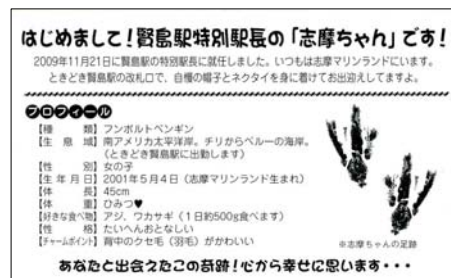 はじめまして!賢島駅特別駅長の「志摩ちゃん」です!
2009年11月21日に賢島駅の特別駅長に就任しました。いつもは志摩マリンランドにいます。
ときどき賢島駅の改札口で、自慢の帽子とネクタイを身に着けてお出迎えしてますよ。
プロフィール
【種 類】フンボルトペンギン
【生 息 域】南アメリカ太平洋岸。チリからペルーの海岸。
(ときどき賢島駅に出勤します)
【性 別】女の子
【生 年 月 日】2001年5月4日(志摩マリンランド生まれ)
【体 長】45cm
【体 重】ひみつ♥
【好きな食べ物】アジ、ワカサギ(1日約500g食べます)
【性 格】たいへんおとなしい
【チャームポイント】背中のクセ毛(羽毛)がかわいい
※志摩ちゃんの足跡
あなたと出会えたこの奇跡!心から幸せに思います・・・